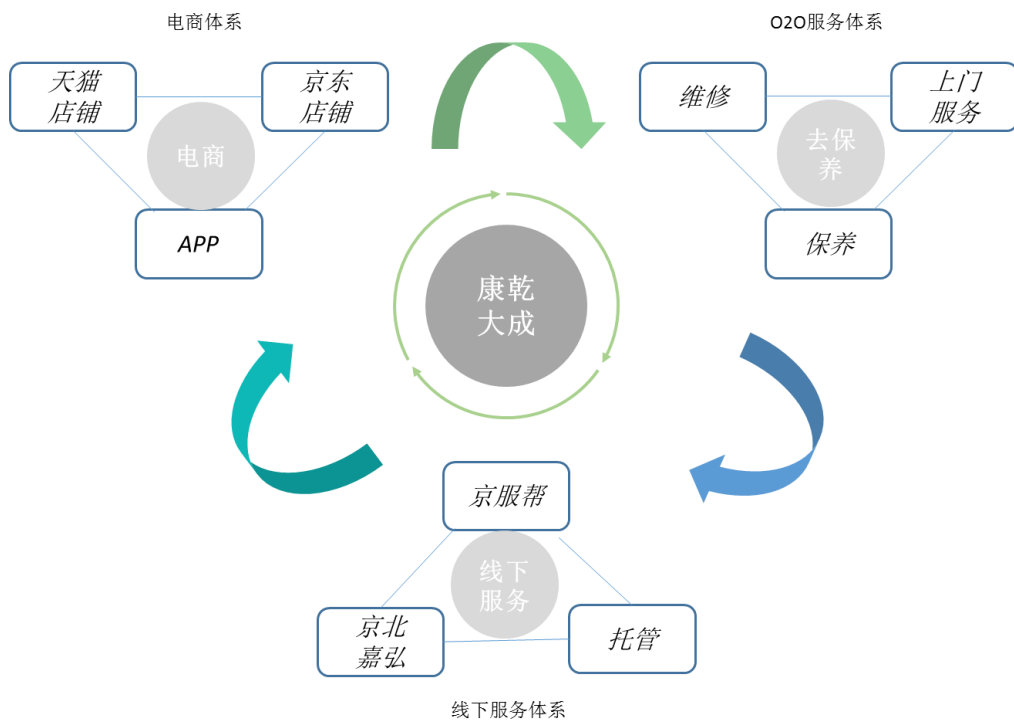 电商体系
O2O服务体系
天猫
店铺
京东
店铺
电商
APP
维修
上门
服务
去保
养
保养
康乾
大成
京服帮
线下
服务
京北
嘉弘
托管
线下服务体系